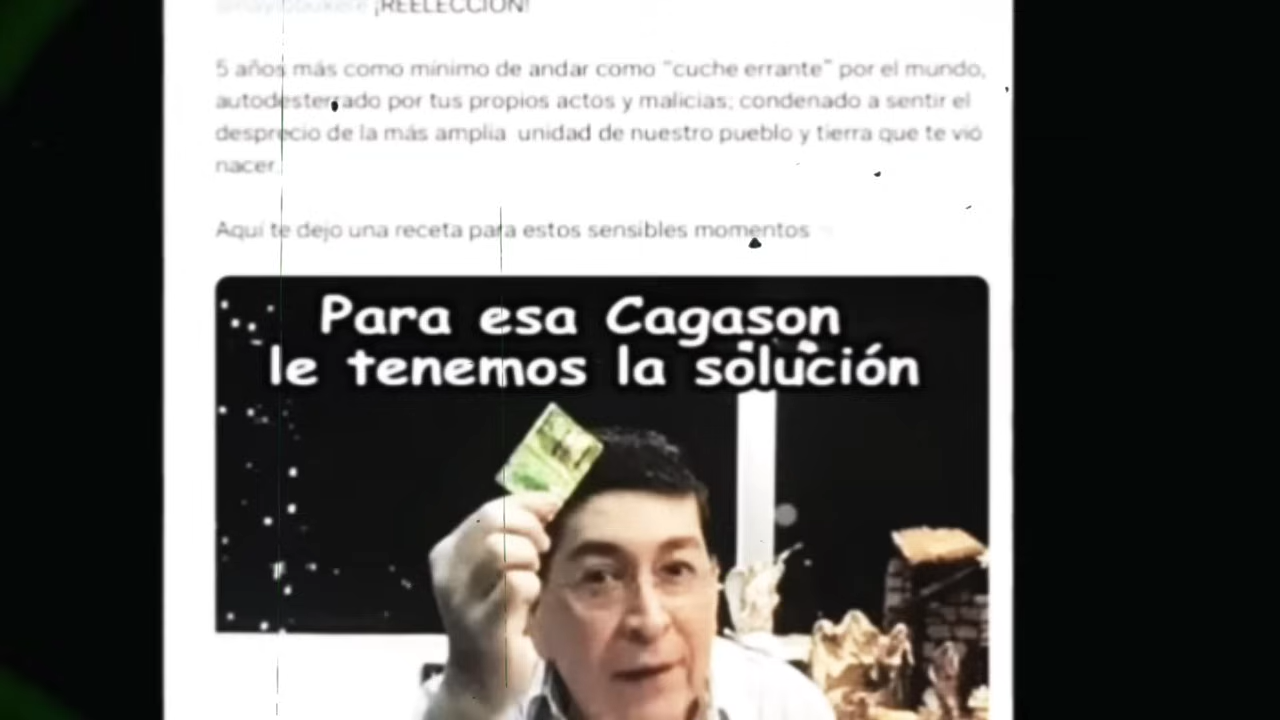 ¡REELECCIÓN!
5 años más como mínimo de andar como "cuche errante" por el mundo,
autodesterrado por tus propios actos y malicias; condenado a sentir el
desprecio de la más amplia unidad de nuestro pueblo y tierra que te vió
nacer.
Aquí te dejo una receta para estos sensibles momentos
Para esa Cagason
le tenemos la solución